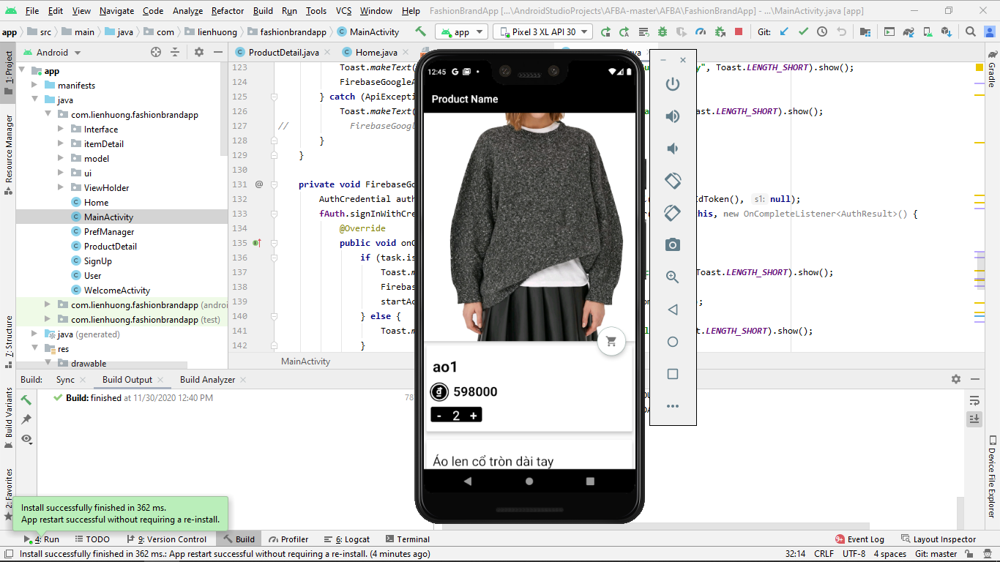 File Edit View Navigate Code Analyze Refactor Build Run Tools VCS Window Help FashionBrandApp [...\AndroidStudioProjects\AFBA-master\AFBA\FashionBrandApp] - ...\MainActivity.java [app]
app src main java com lienhuong fashionbrandapp MainActivity app Pixel 3 XL API 30 Git:
Android
ProductDetail.java Home.java
1: Project
Resource Manager
Z: Structure
Build Variants
2: Favorites
Gradle
Device File Explorer
app
manifests
java
com.lienhuong.fashionbrandapp
Interface
itemDetail
model
ui
ViewHolder
Home
MainActivity
PrefManager
ProductDetail
SignUp
User
WelcomeActivity
com.lienhuong.fashionbrandapp (androi
com.lienhuong.fashionbrandapp (test)
java (generated)
res
drawable
123 Toast.makeText( y", Toast.LENGTH_SHORT).show();
124 FirebaseGoogleA
125 } catch (ApiExcepti
126 Toast.makeText( ast.LENGTH_SHORT).show();
127 // FirebaseGoogl
128 }
129 }
130
131 @ private void FirebaseGo
132 AuthCredential auth IdToken(), s1: null);
133 fAuth.signInWithCre this, new OnCompleteListener<AuthResult>() {
134 @Override
135 public void onC
136 if (task.is
137 Toast.m Toast.LENGTH_SHORT).show();
138 Firebas
139 startAc );
140 } else {
141 Toast.m ast.LENGTH_SHORT).show();
142 }
MainActivity
12:45 G
Product Name
ao1
598000
- 2 +
Áo len cổ tròn dài tay
Build: Sync Build Output Build Analyzer
Build: finished at 11/30/2020 12:40 PM
Install successfully finished in 362 ms.
App restart successful without requiring a re-install.
4: Run TODO 9: Version Control Build Profiler 6: Logcat Terminal 9+ Event Log Layout Inspector
Install successfully finished in 362 ms.: App restart successful without requiring a re-install. (4 minutes ago) 32:14 CRLF UTF-8 4 spaces Git: master